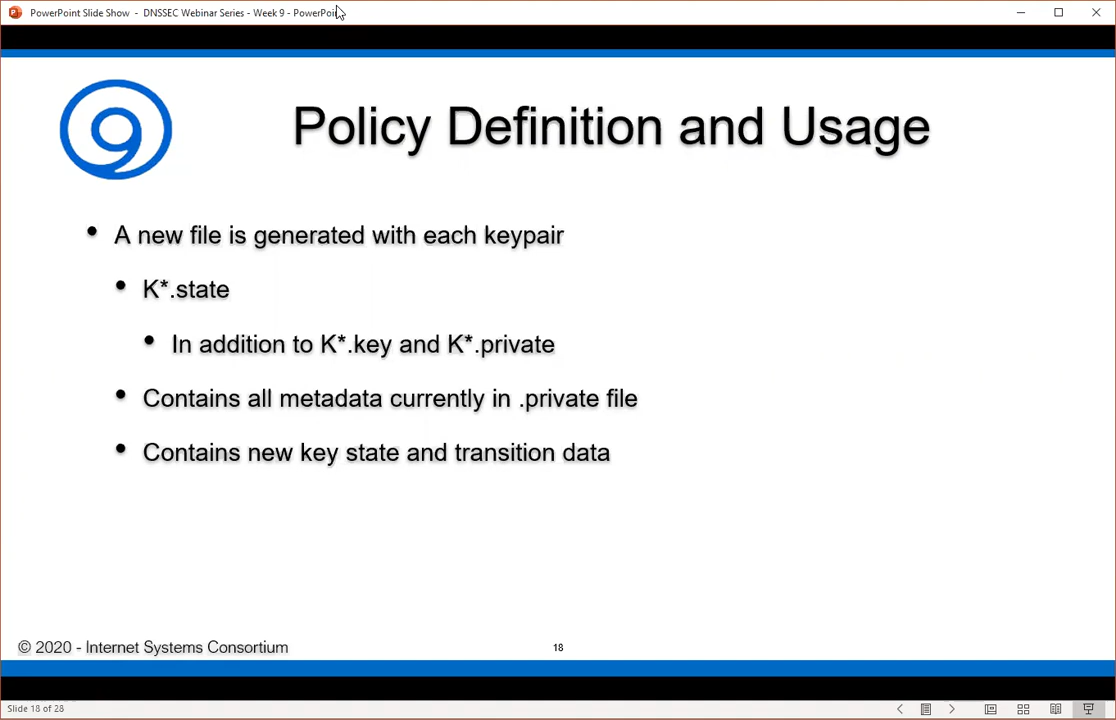 PowerPoint Slide Show - DNSSEC Webinar Series - Week 9 - PowerPoint
Policy Definition and Usage
• A new file is generated with each keypair
• K*.state
• In addition to K*.key and K*.private
• Contains all metadata currently in .private file
• Contains new key state and transition data
© 2020 - Internet Systems Consortium
18
Slide 18 of 28